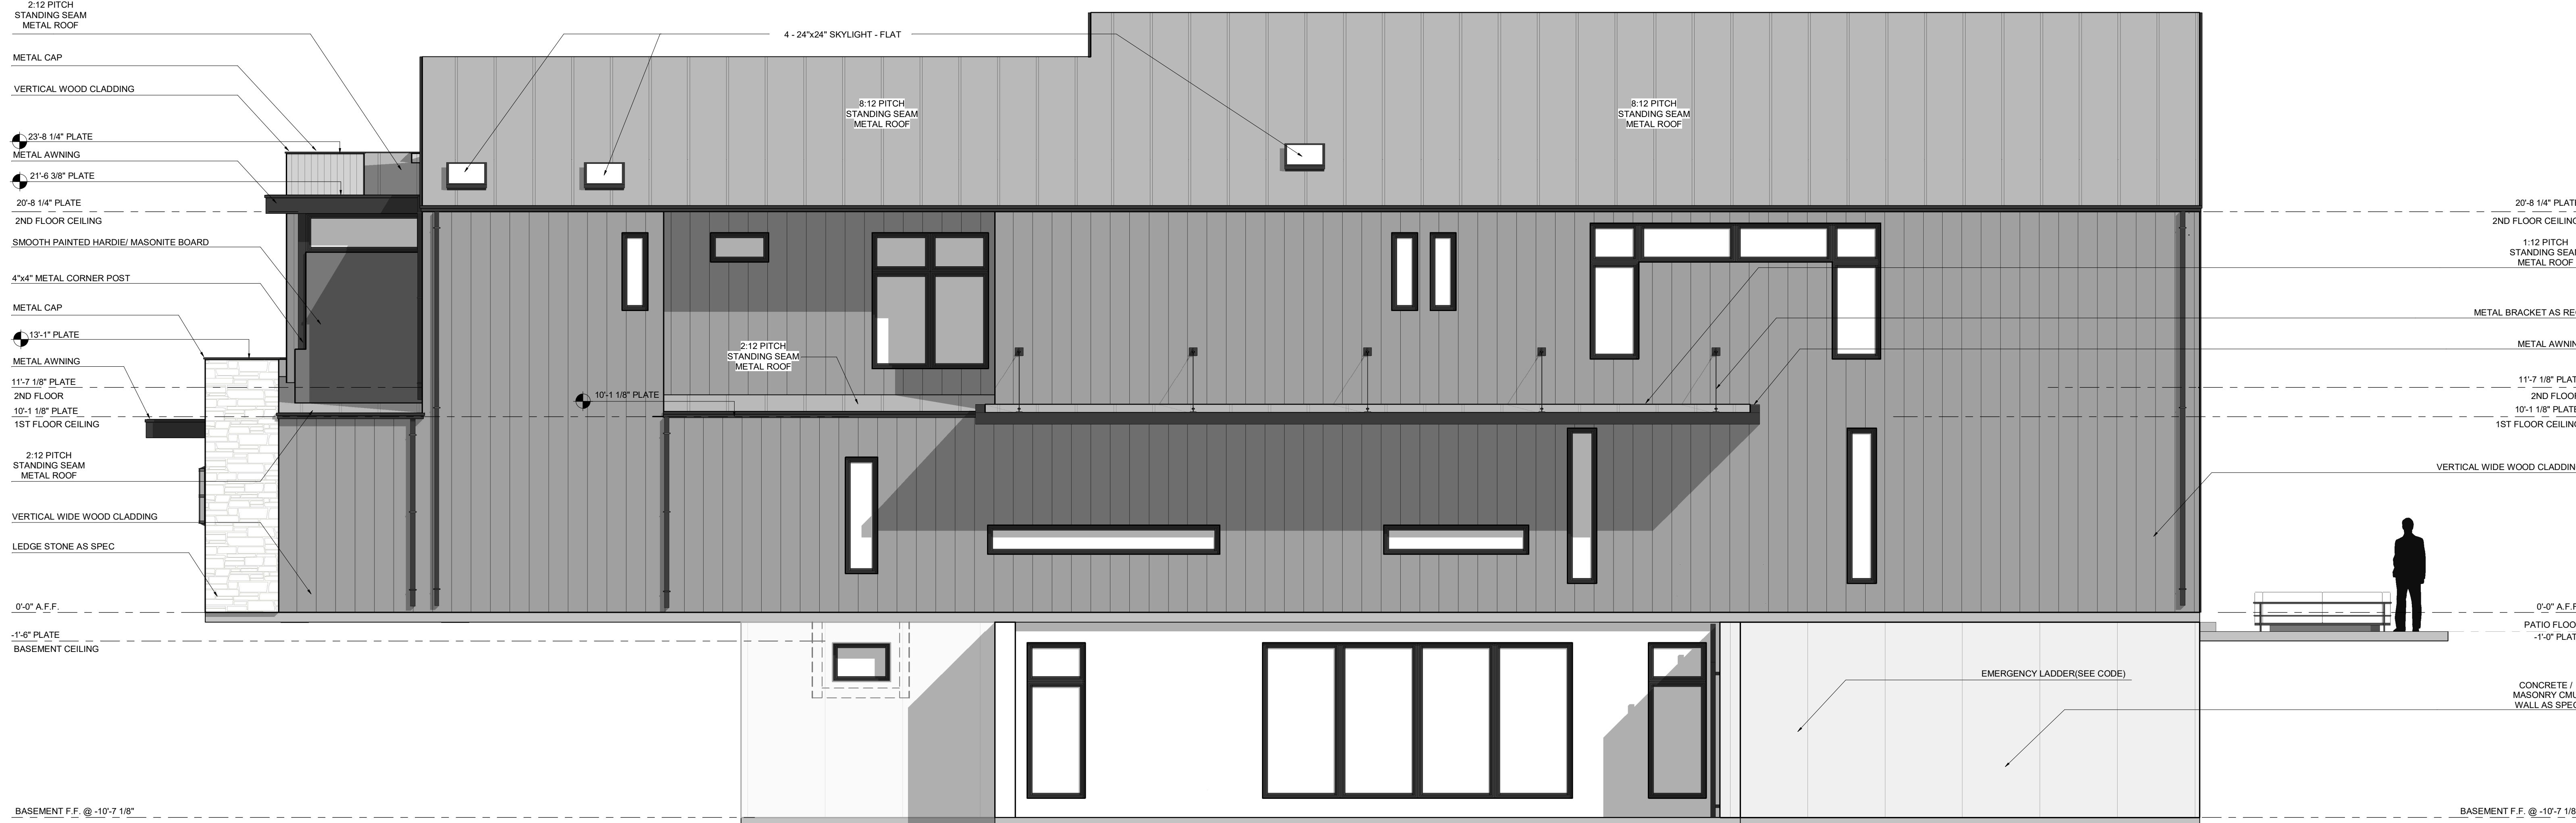 2:12 PITCH
STANDING SEAM
METAL ROOF
METAL CAP
VERTICAL WOOD CLADDING
23'-8 1/4" PLATE
METAL AWNING
21'-6 3/8" PLATE
20'-8 1/4" PLATE
2ND FLOOR CEILING
SMOOTH PAINTED HARDIE/ MASONITE BOARD
4"x4" METAL CORNER POST
METAL CAP
13'-1" PLATE
METAL AWNING
11'-7 1/8" PLATE
2ND FLOOR
10'-1 1/8" PLATE
1ST FLOOR CEILING
2:12 PITCH
STANDING SEAM
METAL ROOF
VERTICAL WIDE WOOD CLADDING
LEDGE STONE AS SPEC
0'-0" A.F.F.
-1'-6" PLATE
BASEMENT CEILING
BASEMENT F.F. @ -10'-7 1/8"
4 - 24"x24" SKYLIGHT - FLAT
8:12 PITCH
STANDING SEAM
METAL ROOF
8:12 PITCH
STANDING SEAM
METAL ROOF
2:12 PITCH
STANDING SEAM
METAL ROOF
10'-1 1/8" PLATE
EMERGENCY LADDER(SEE CODE)
20'-8 1/4" PLATE
2ND FLOOR CEILING
1:12 PITCH
STANDING SEAM
METAL ROOF
METAL BRACKET AS
METAL AWNIN
11'-7 1/8" PLAT
2ND FLOOR
10'-1 1/8" PLATE
1ST FLOOR CEILING
VERTICAL WIDE WOOD CLADDIN
0'-0" A.F.F
PATIO FLOO
-1'-0" PLAT
CONCRETE /
MASONRY CMU
WALL AS SPEC
BASEMENT F.F. @ -10'-7 1/8